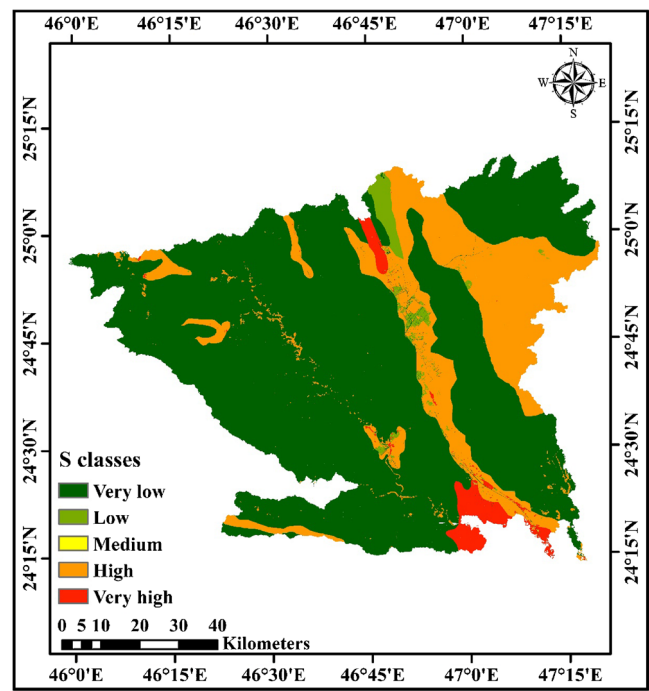 46°0'E 46°15'E 46°30'E 46°45'E 47°0'E 47°15'E
N
W E
S
25°15'N 25°15'N
25°0'N 25°0'N
24°45'N 24°45'N
24°30'N 24°30'N
24°15'N 24°15'N
S classes
Very low
Low
Medium
High
Very high
0 5 10 20 30 40
Kilometers
46°0'E 46°15'E 46°30'E 46°45'E 47°0'E 47°15'E